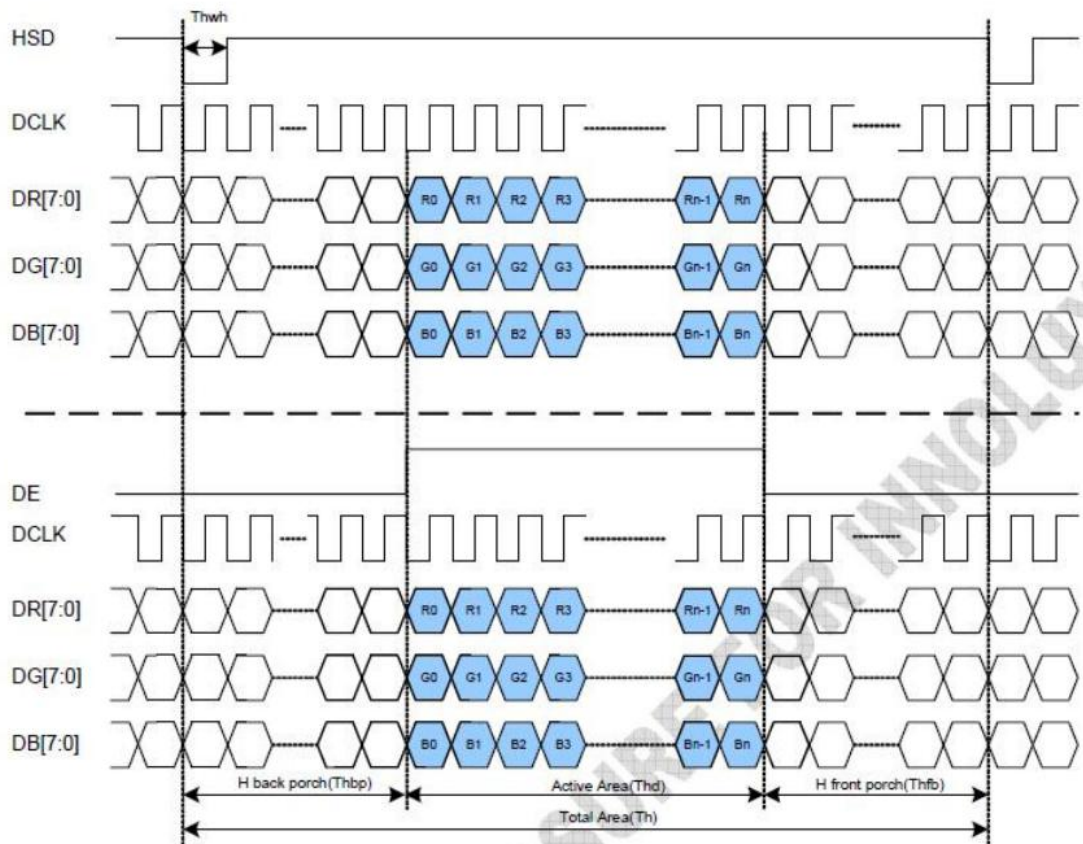 Thwh
HSD
DCLK
DR[7:0] R0 R1 R2 R3 Rn-1 Rn
DG[7:0] G0 G1 G2 G3 Gn-1 Gn
DB[7:0] B0 B1 B2 B3 Bn-1 Bn
DE
DCLK
DR[7:0] R0 R1 R2 R3 Rn-1 Rn
DG[7:0] G0 G1 G2 G3 Gn-1 Gn
DB[7:0] B0 B1 B2 B3 Bn-1 Bn
H back porch(Thbp) Active Area(Thd) H front porch(Thfb)
Total Area(Th)
FOR